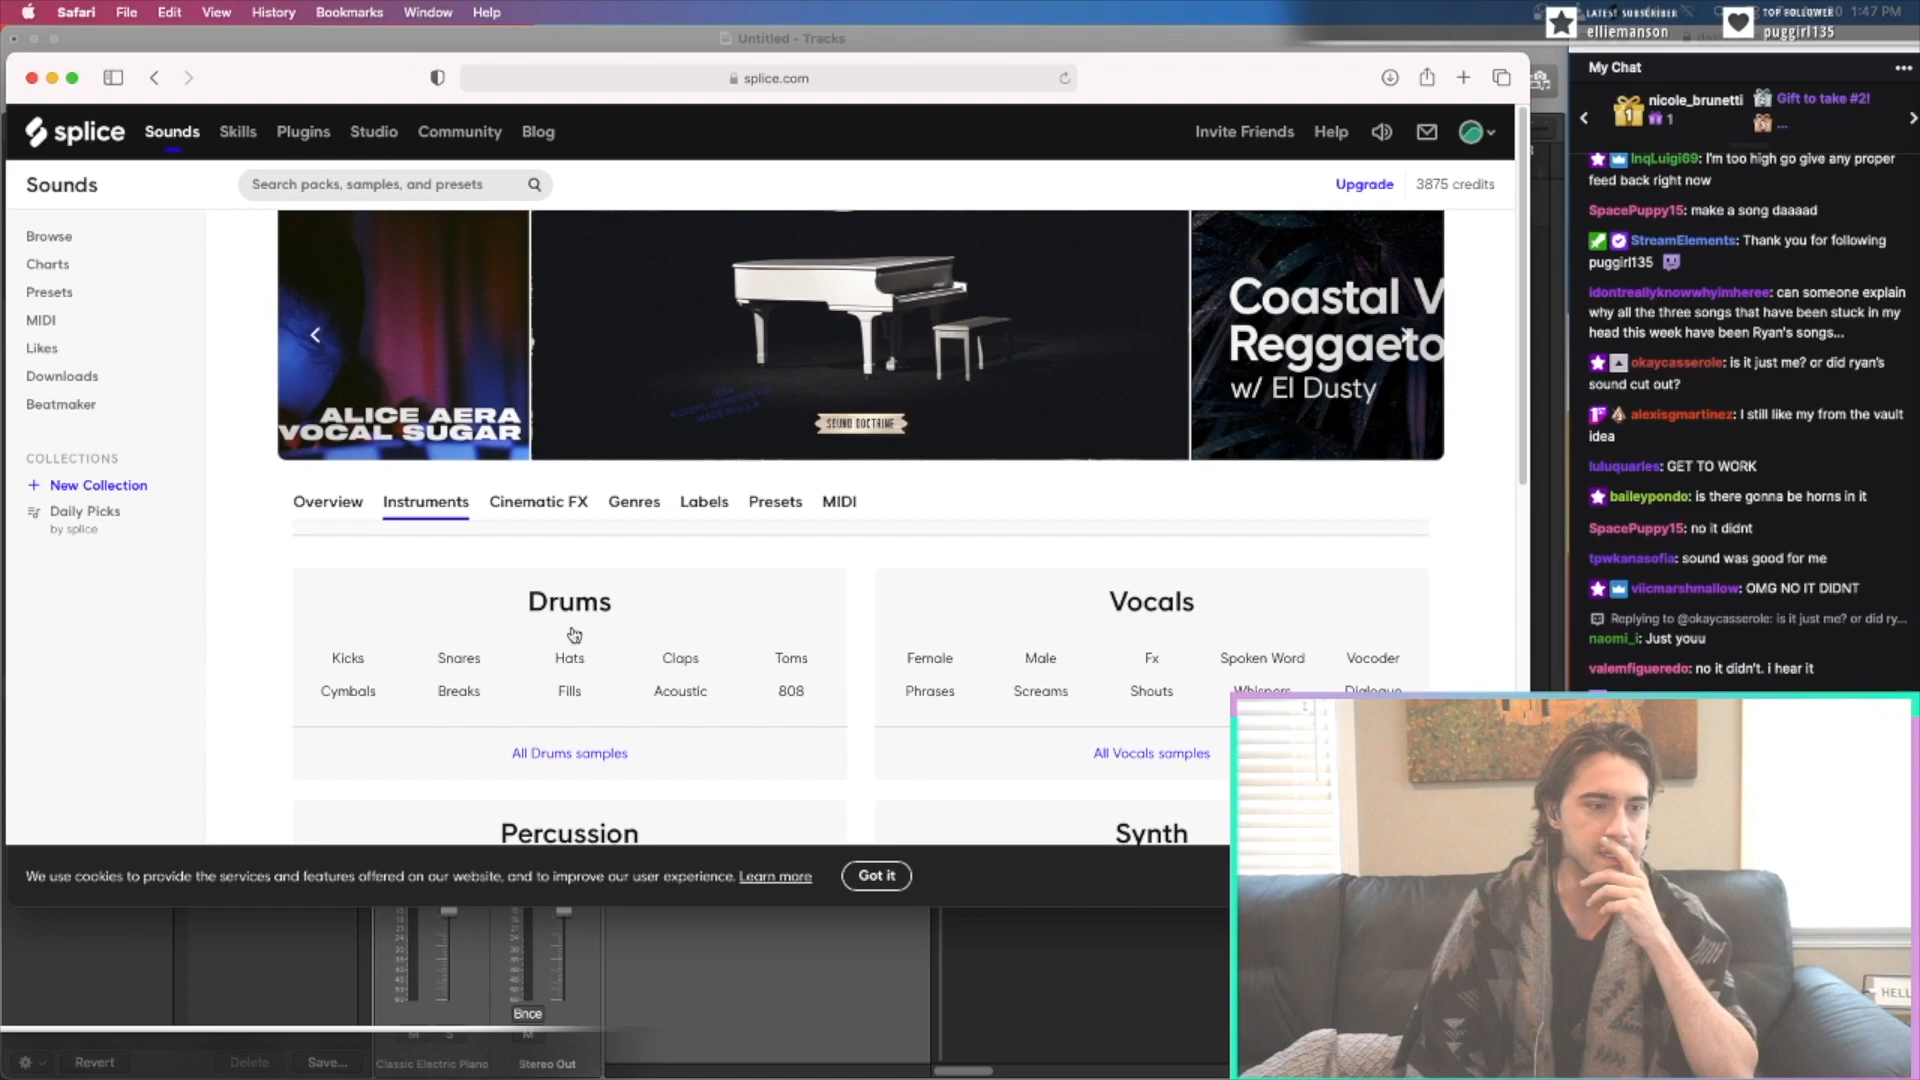 Safari File Edit View History Bookmarks Window Help
1:47 PM
LATEST SUBSCRIBER
elliemanson
TOP FOLLOWER
puggirl135
Untitled - Tracks
splice.com
splice Sounds Skills Plugins Studio Community Blog
Invite Friends Help
Sounds
Search packs, samples, and presets
Upgrade 3875 credits
Browse
Charts
Presets
MIDI
Likes
Downloads
Beatmaker
COLLECTIONS
+ New Collection
Daily Picks
by splice
ALICE AERA
VOCAL SUGAR
SOUND DOCTRINE
Coastal V
Reggaeto
w/ El Dusty
Overview Instruments Cinematic FX Genres Labels Presets MIDI
Drums
Kicks Snares Hats Claps Toms
Cymbals Breaks Fills Acoustic 808
All Drums samples
Vocals
Female Male Fx Spoken Word Vocoder
Phrases Screams Shouts Whispers Dialogue
All Vocals samples
Percussion
Synth
We use cookies to provide the services and features offered on our website, and to improve our user experience. Learn more
Got it
Bnce
M S M
Revert Delete Save...
Classic Electric Piano Stereo Out
My Chat
1 nicole_brunetti
1
Gift to take #2!
...
InqLuigi69: I'm too high go give any proper
feed back right now
SpacePuppy15: make a song daaaad
StreamElements: Thank you for following
puggirl135
idontreallyknowwhyimheree: can someone explain
why all the three songs that have been stuck in my
head this week have been Ryan's songs...
okaycasserole: is it just me? or did ryan's
sound cut out?
alexisgmartinez: I still like my from the vault
idea
luluquarles: GET TO WORK
baileypondo: is there gonna be horns in it
SpacePuppy15: no it didnt
tpwkanasofia: sound was good for me
viicmarshmallow: OMG NO IT DIDNT
Replying to @okaycasserole: is it just me? or did ry...
naomi_i: Just youu
valemfigueredo: no it didn't. i hear it
HELL